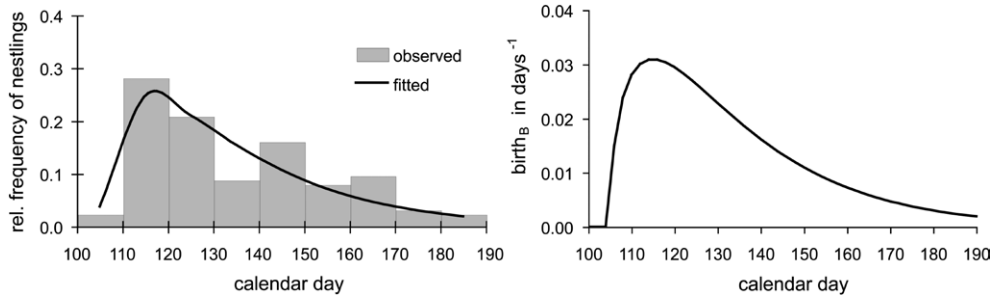 rel. frequency of nestlings
0.4
0.3
0.2
0.1
0.0
observed
fitted
100 110 120 130 140 150 160 170 180 190
calendar day
birthB in days-1
0.04
0.03
0.02
0.01
0.00
100 110 120 130 140 150 160 170 180 190
calendar day